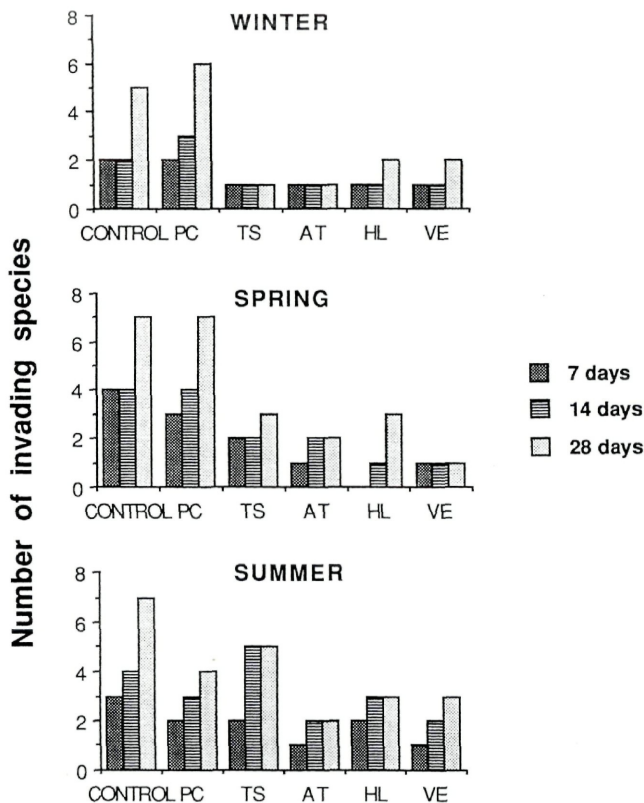 Number of invading species
WINTER
8
6
4
2
0
CONTROL PC TS AT HL VE
SPRING
8
6
4
2
0
CONTROL PC TS AT HL VE
SUMMER
8
6
4
2
0
CONTROL PC TS AT HL VE
7 days
14 days
28 days